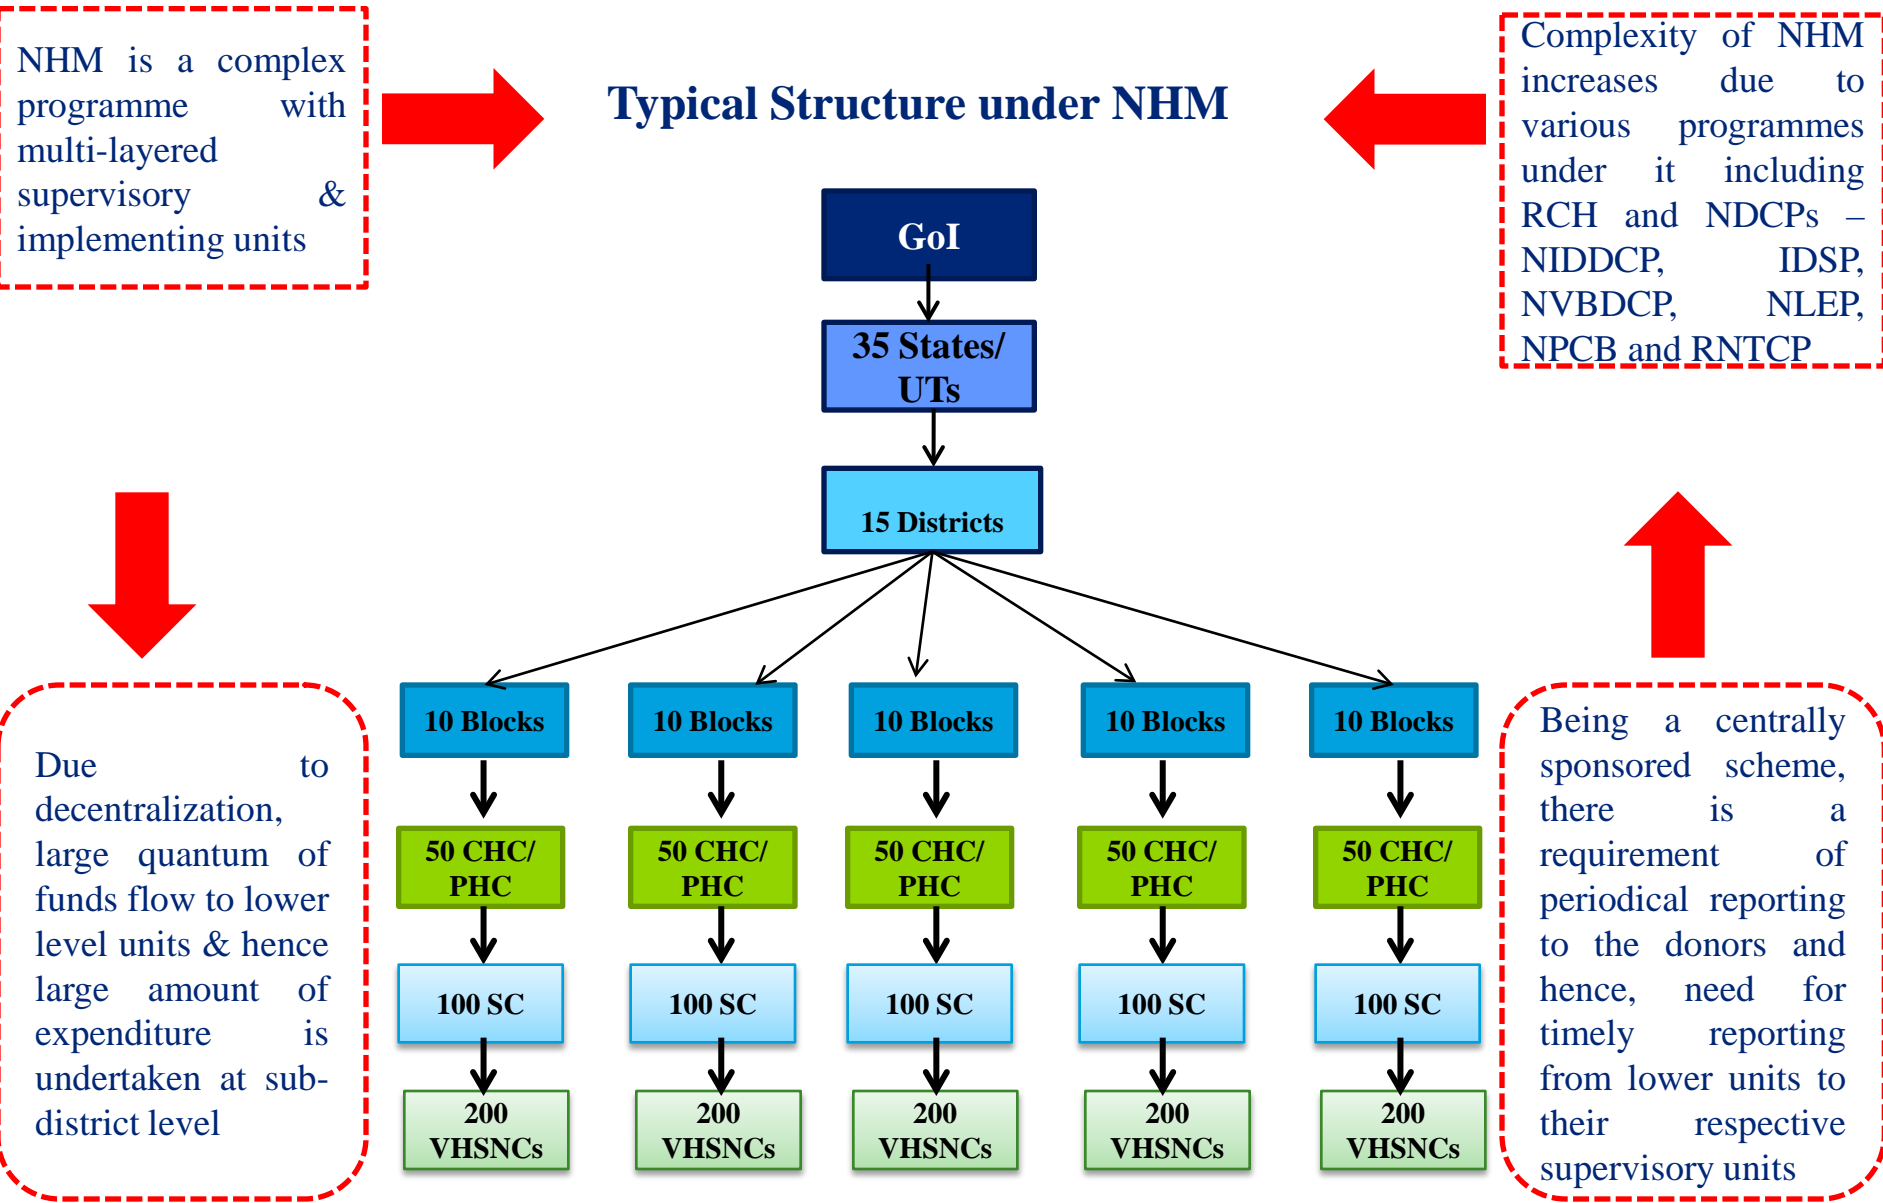 NHM is a complex
programme with
multi-layered
supervisory &
implementing units
Typical Structure under NHM
Complexity of NHM
increases due to
various programmes
under it including
RCH and NDCPs –
NIDDCP, IDSP,
NVBDCP, NLEP,
NPCB and RNTCP
GoI
35 States/
UTs
15 Districts
10 Blocks
10 Blocks
10 Blocks
10 Blocks
10 Blocks
50 CHC/
PHC
50 CHC/
PHC
50 CHC/
PHC
50 CHC/
PHC
50 CHC/
PHC
100 SC
100 SC
100 SC
100 SC
100 SC
200
VHSNCs
200
VHSNCs
200
VHSNCs
200
VHSNCs
200
VHSNCs
Due to
decentralization,
large quantum of
funds flow to lower
level units & hence
large amount of
expenditure is
undertaken at sub-
district level
Being a centrally
sponsored scheme,
there is a
requirement of
periodical reporting
to the donors and
hence, need for
timely reporting
from lower units to
their respective
supervisory units